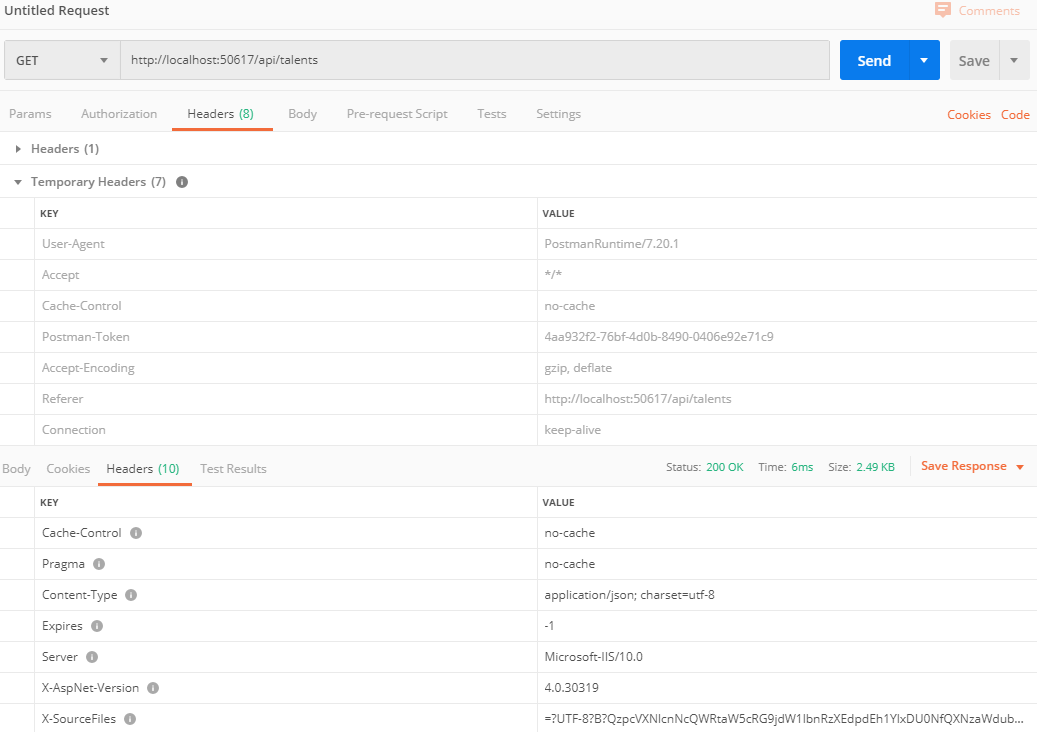 Untitled Request Comments
GET http://localhost:50617/api/talents Send Save
Params Authorization Headers (8) Body Pre-request Script Tests Settings Cookies Code
Headers (1)
Temporary Headers (7) i
KEY VALUE
User-Agent PostmanRuntime/7.20.1
Accept */*
Cache-Control no-cache
Postman-Token 4aa932f2-76bf-4d0b-8490-0406e92e71c9
Accept-Encoding gzip, deflate
Referer http://localhost:50617/api/talents
Connection keep-alive
Body Cookies Headers (10) Test Results Status: 200 OK Time: 6ms Size: 2.49 KB Save Response
KEY VALUE
Cache-Control i no-cache
Pragma i no-cache
Content-Type i application/json; charset=utf-8
Expires i -1
Server i Microsoft-IIS/10.0
X-AspNet-Version i 4.0.30319
X-SourceFiles i